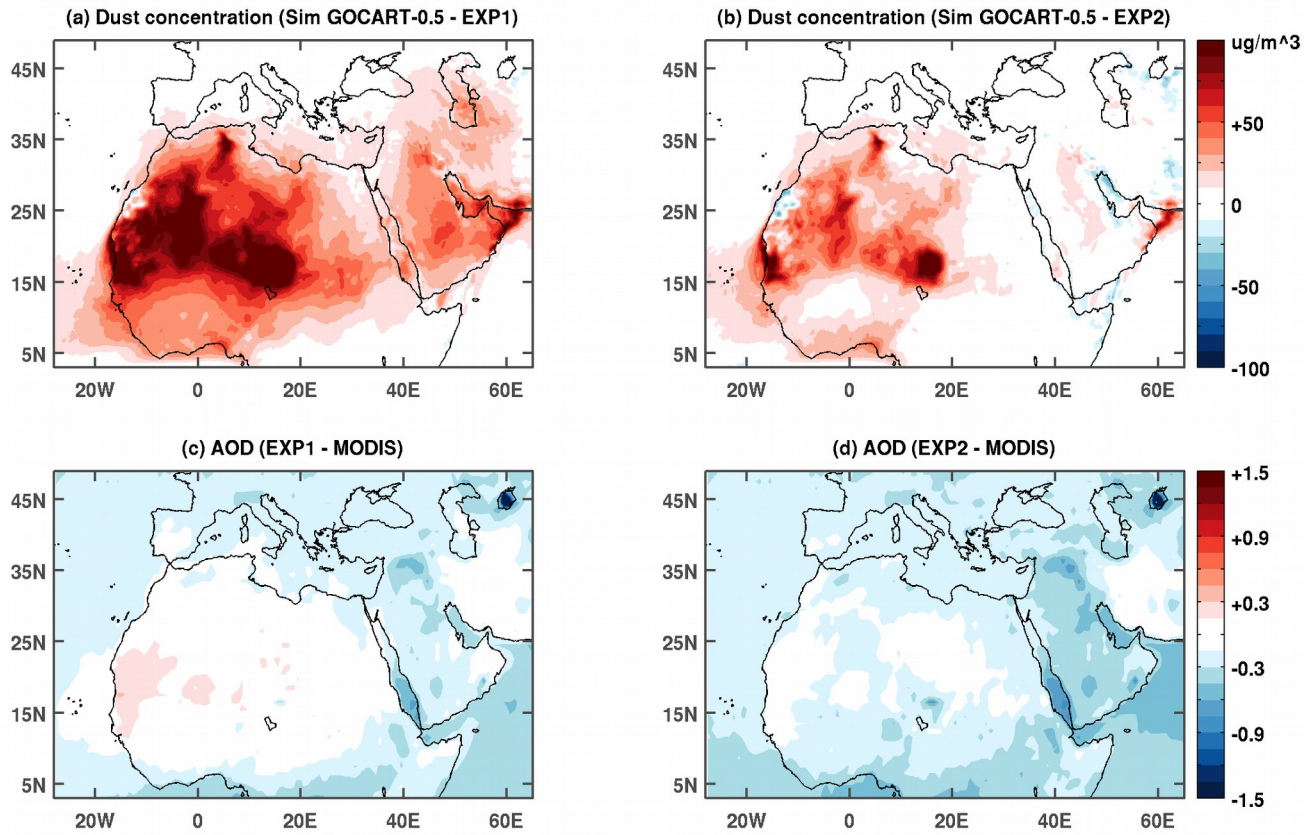 (a) Dust concentration (Sim GOCART-0.5 - EXP1)
(b) Dust concentration (Sim GOCART-0.5 - EXP2)
ug/m^3
45N
35N
25N
15N
5N
20W 0 20E 40E 60E
45N
35N
25N
15N
5N
20W 0 20E 40E 60E
+50
0
-50
-100
(c) AOD (EXP1 - MODIS)
(d) AOD (EXP2 - MODIS)
45N
35N
25N
15N
5N
20W 0 20E 40E 60E
45N
35N
25N
15N
5N
20W 0 20E 40E 60E
+1.5
+0.9
+0.3
-0.3
-0.9
-1.5